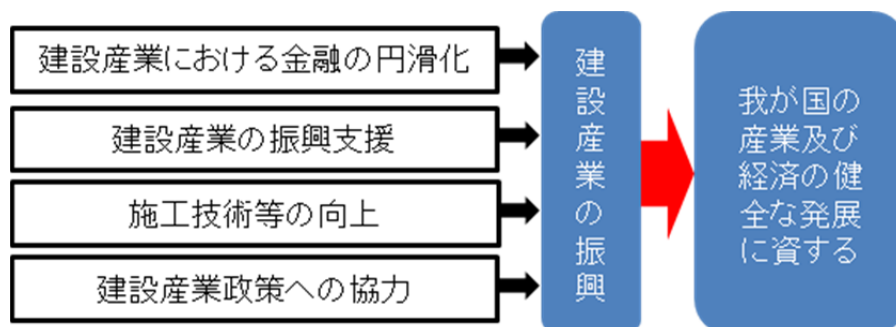 建設産業における金融の円滑化
建設産業の振興支援
施工技術等の向上
建設産業政策への協力
建設産業の振興
我が国の
産業及び
経済の健
全な発展
に資する